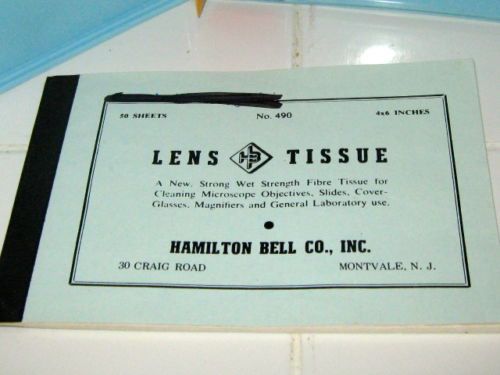 50 SHEETS No. 490 4x6 INCHES
LENS HB TISSUE
A New, Strong Wet Strength Fibre Tissue for
Cleaning Microscope Objectives, Slides, Cover-
Glasses, Magnifiers and General Laboratory use.
HAMILTON BELL CO., INC.
30 CRAIG ROAD MONTVALE, N. J.